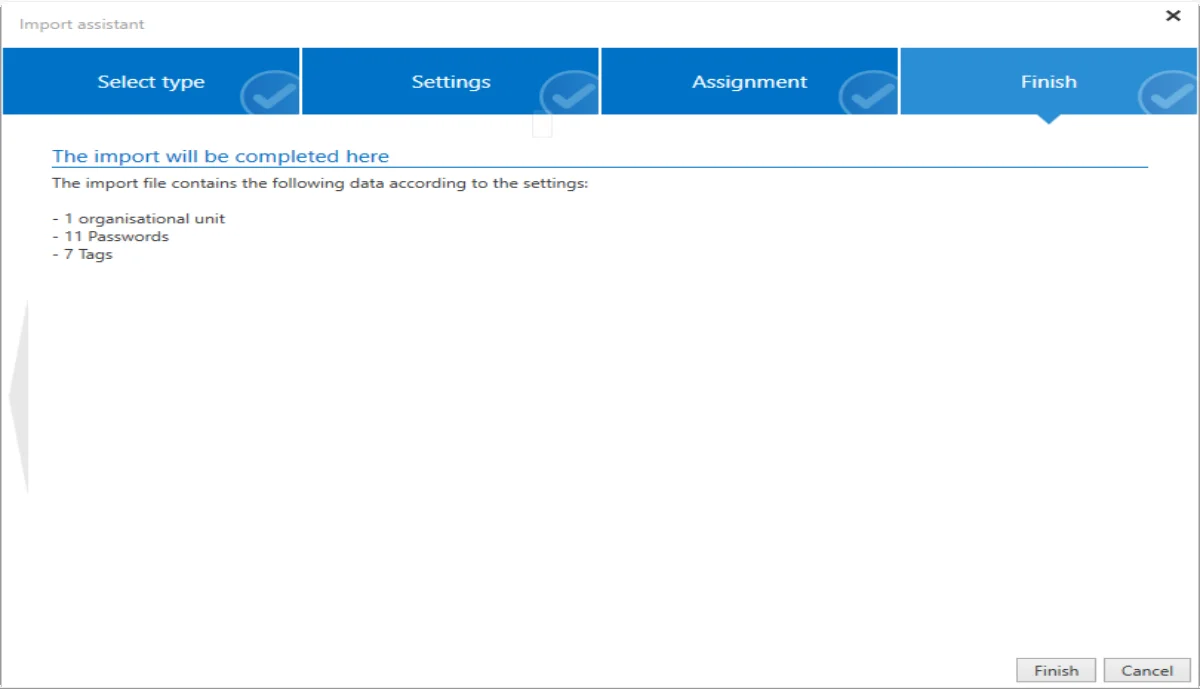 Import assistant
Select type
Settings
Assignment
Finish
The import will be completed here
The import file contains the following data according to the settings:
- 1 organisational unit
- 11 Passwords
- 7 Tags
Finish
Cancel